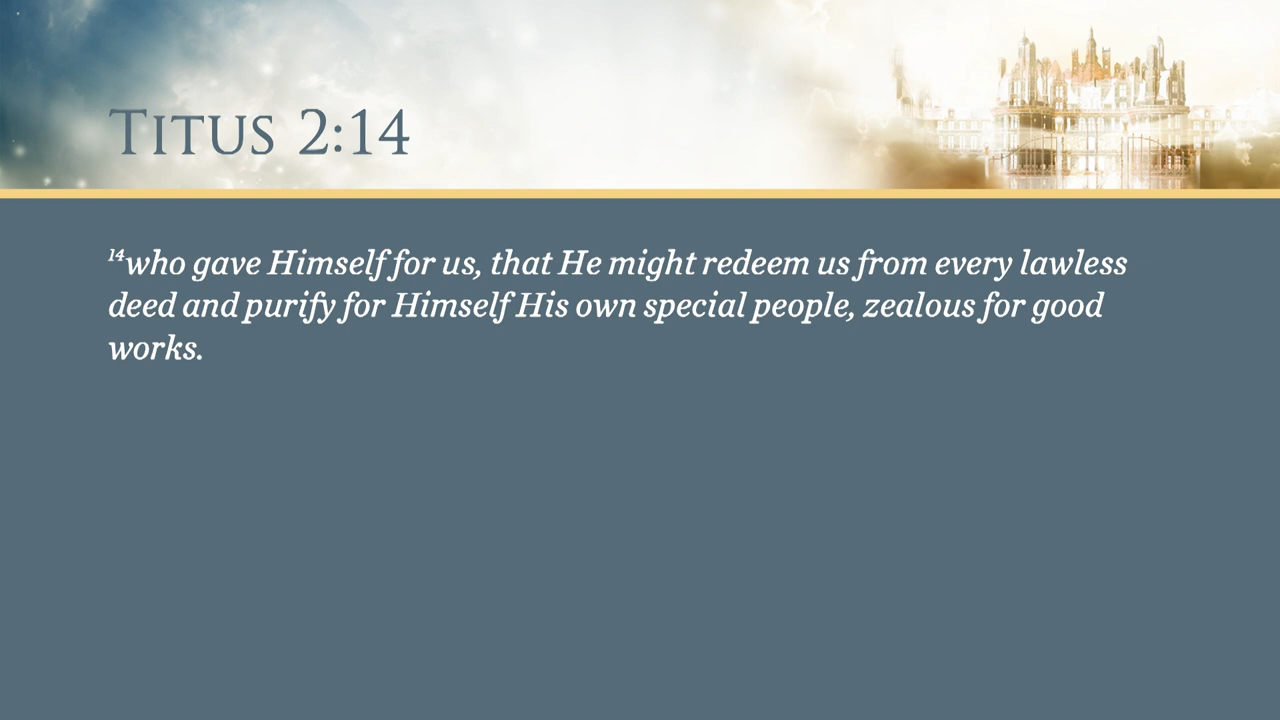 Titus 2:14
¹⁴who gave Himself for us, that He might redeem us from every lawless
deed and purify for Himself His own special people, zealous for good
works.